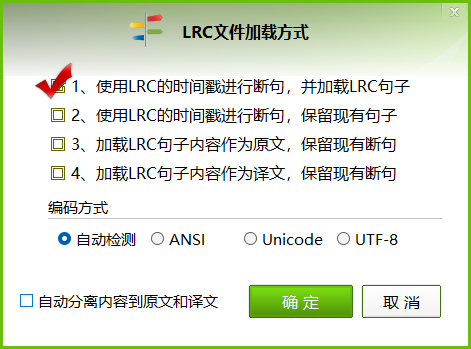 LRC文件加载方式
1、使用LRC的时间戳进行断句，并加载LRC句子
2、使用LRC的时间戳进行断句，保留现有句子
3、加载LRC句子内容作为原文，保留现有断句
4、加载LRC句子内容作为译文，保留现有断句
编码方式
自动检测 ANSI Unicode UTF-8
自动分离内容到原文和译文 确定 取消